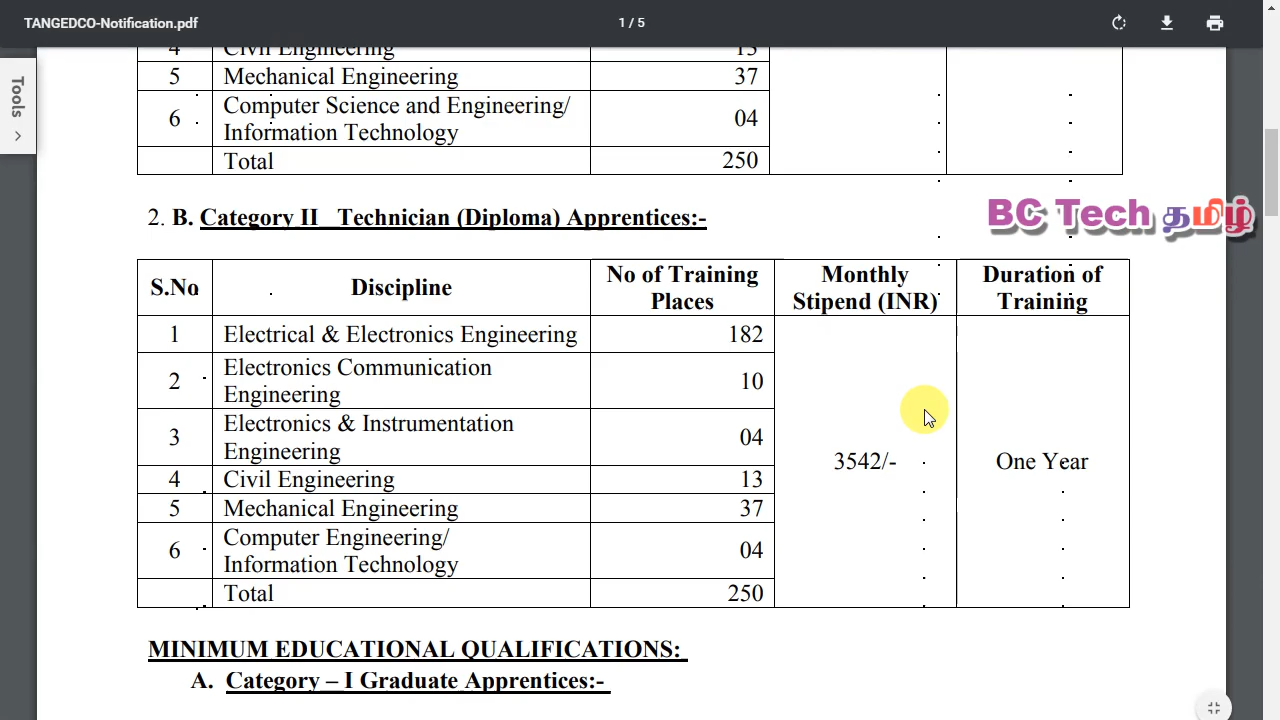 TANGEDCO-Notification.pdf
1 / 5
Tools
4 Civil Engineering 13
5 Mechanical Engineering 37
6 Computer Science and Engineering/
Information Technology 04
Total 250
BC Tech தமிழ்
2. B. Category II Technician (Diploma) Apprentices:-
S.No Discipline No of Training Places Monthly Stipend (INR) Duration of Training
1 Electrical & Electronics Engineering 182
2 Electronics Communication
Engineering 10
3 Electronics & Instrumentation
Engineering 04
3542/- One Year
4 Civil Engineering 13
5 Mechanical Engineering 37
6 Computer Engineering/
Information Technology 04
Total 250
MINIMUM EDUCATIONAL QUALIFICATIONS:
A. Category – I Graduate Apprentices:-